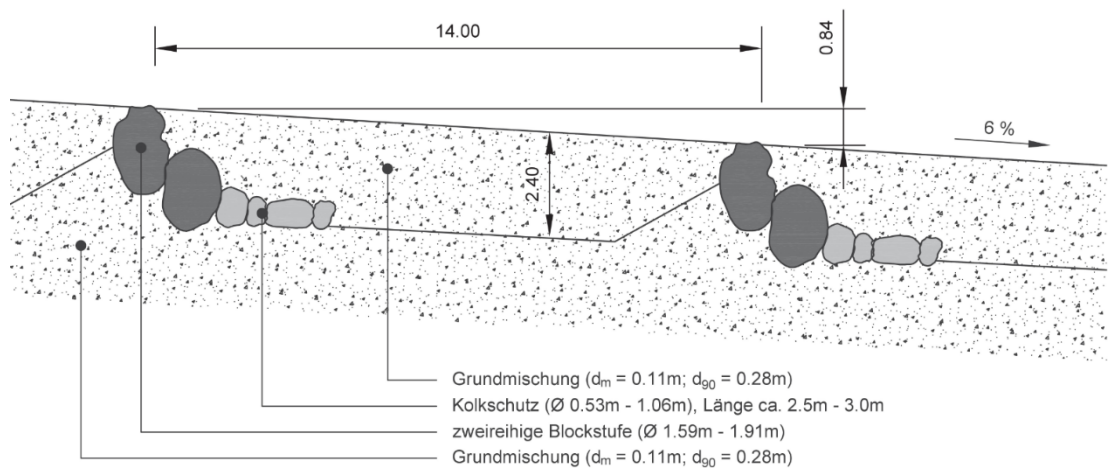 14.00
0.84
6 %
2.40
Grundmischung (dm = 0.11m; d90 = 0.28m)
Kolkschutz (Ø 0.53m - 1.06m), Länge ca. 2.5m - 3.0m
zweireihige Blockstufe (Ø 1.59m - 1.91m)
Grundmischung (dm = 0.11m; d90 = 0.28m)